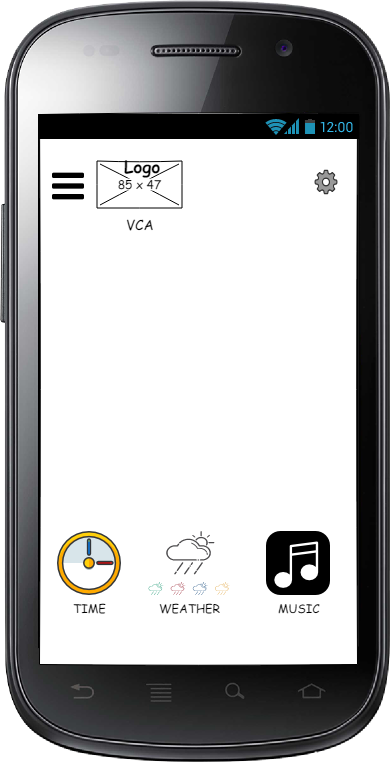 12:00
Logo
85 x 47
VCA
TIME
WEATHER
MUSIC